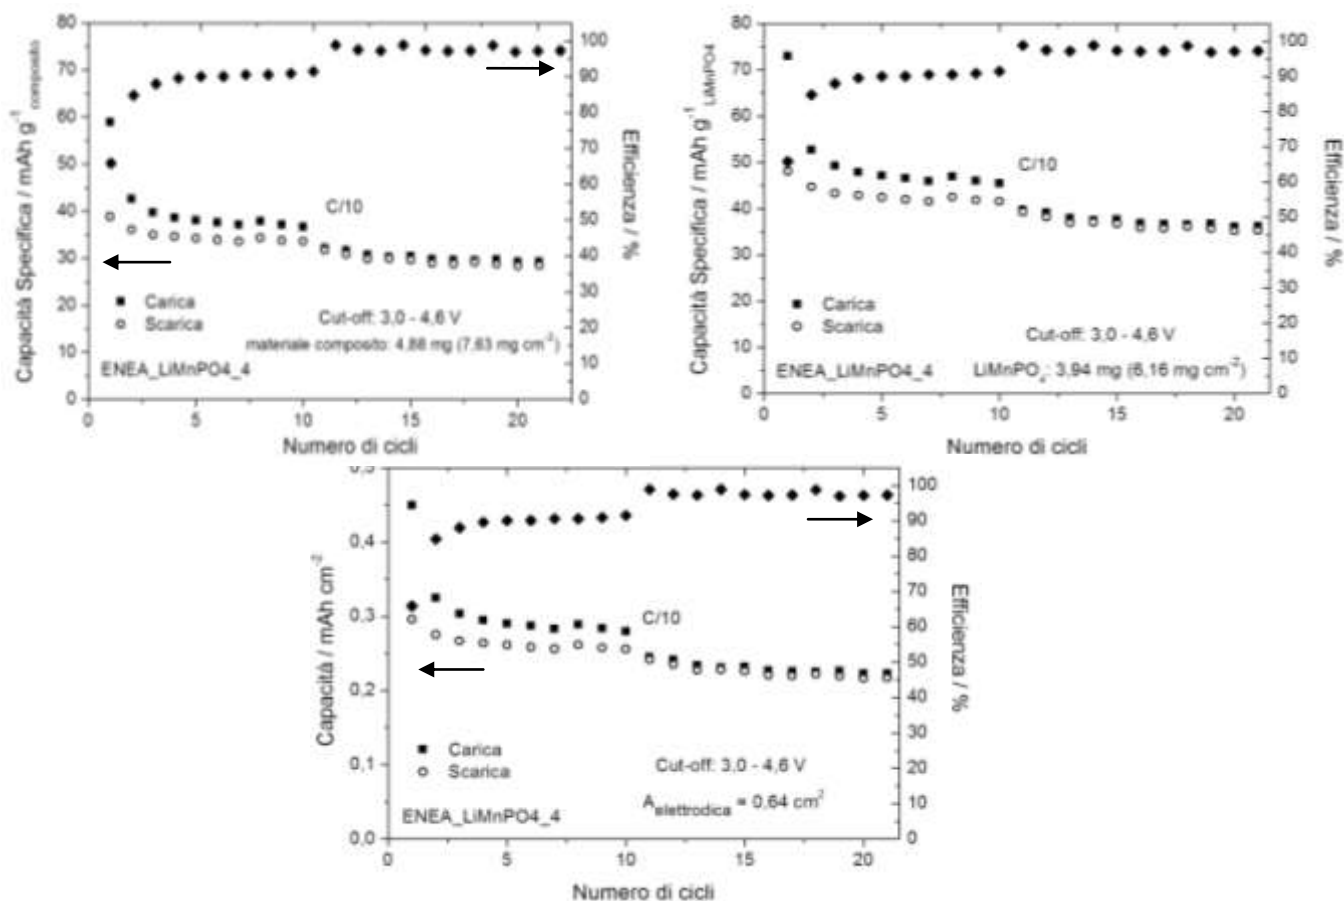 80
70
60
50
40
30
20
10
0
Capacità Specifica / mAh g-1 composito
100
90
80
70
60
50
40
30
20
10
0
Efficienza / %
C/10
Carica
Scarica
Cut-off: 3,0 - 4,6 V
materiale composito: 4,88 mg (7,63 mg cm-2)
ENEA_LiMnPO4_4
0 5 10 15 20
Numero di cicli
80
70
60
50
40
30
20
10
0
Capacità Specifica / mAh g-1 LiMnPO4
100
90
80
70
60
50
40
30
20
10
0
Efficienza / %
C/10
Carica
Scarica
Cut-off: 3,0 - 4,6 V
ENEA_LiMnPO4_4
LiMnPO4: 3,94 mg (6,16 mg cm-2)
0 5 10 15 20
Numero di cicli
0,5
0,4
0,3
0,2
0,1
0,0
Capacità / mAh cm-2
100
90
80
70
60
50
40
30
20
10
0
Efficienza / %
C/10
Carica
Scarica
Cut-off: 3,0 - 4,6 V
A elettrodica = 0,64 cm2
ENEA_LiMnPO4_4
0 5 10 15 20
Numero di cicli